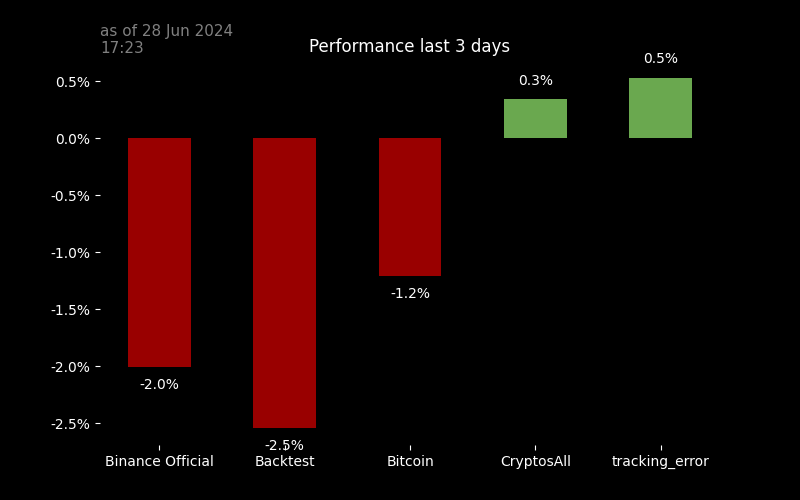 as of 28 Jun 2024
17:23
Performance last 3 days
0.5%
0.0%
-0.5%
-1.0%
-1.5%
-2.0%
-2.5%
-2.0%
-2.5%
-1.2%
0.3%
0.5%
Binance Official
Backtest
Bitcoin
CryptosAll
tracking_error